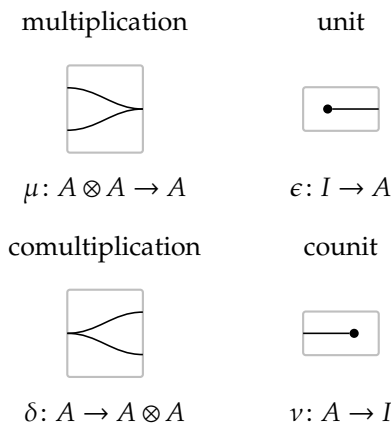 multiplication unit
μ: A ⊗ A → A ϵ: I → A
comultiplication counit
δ: A → A ⊗ A ν: A → I